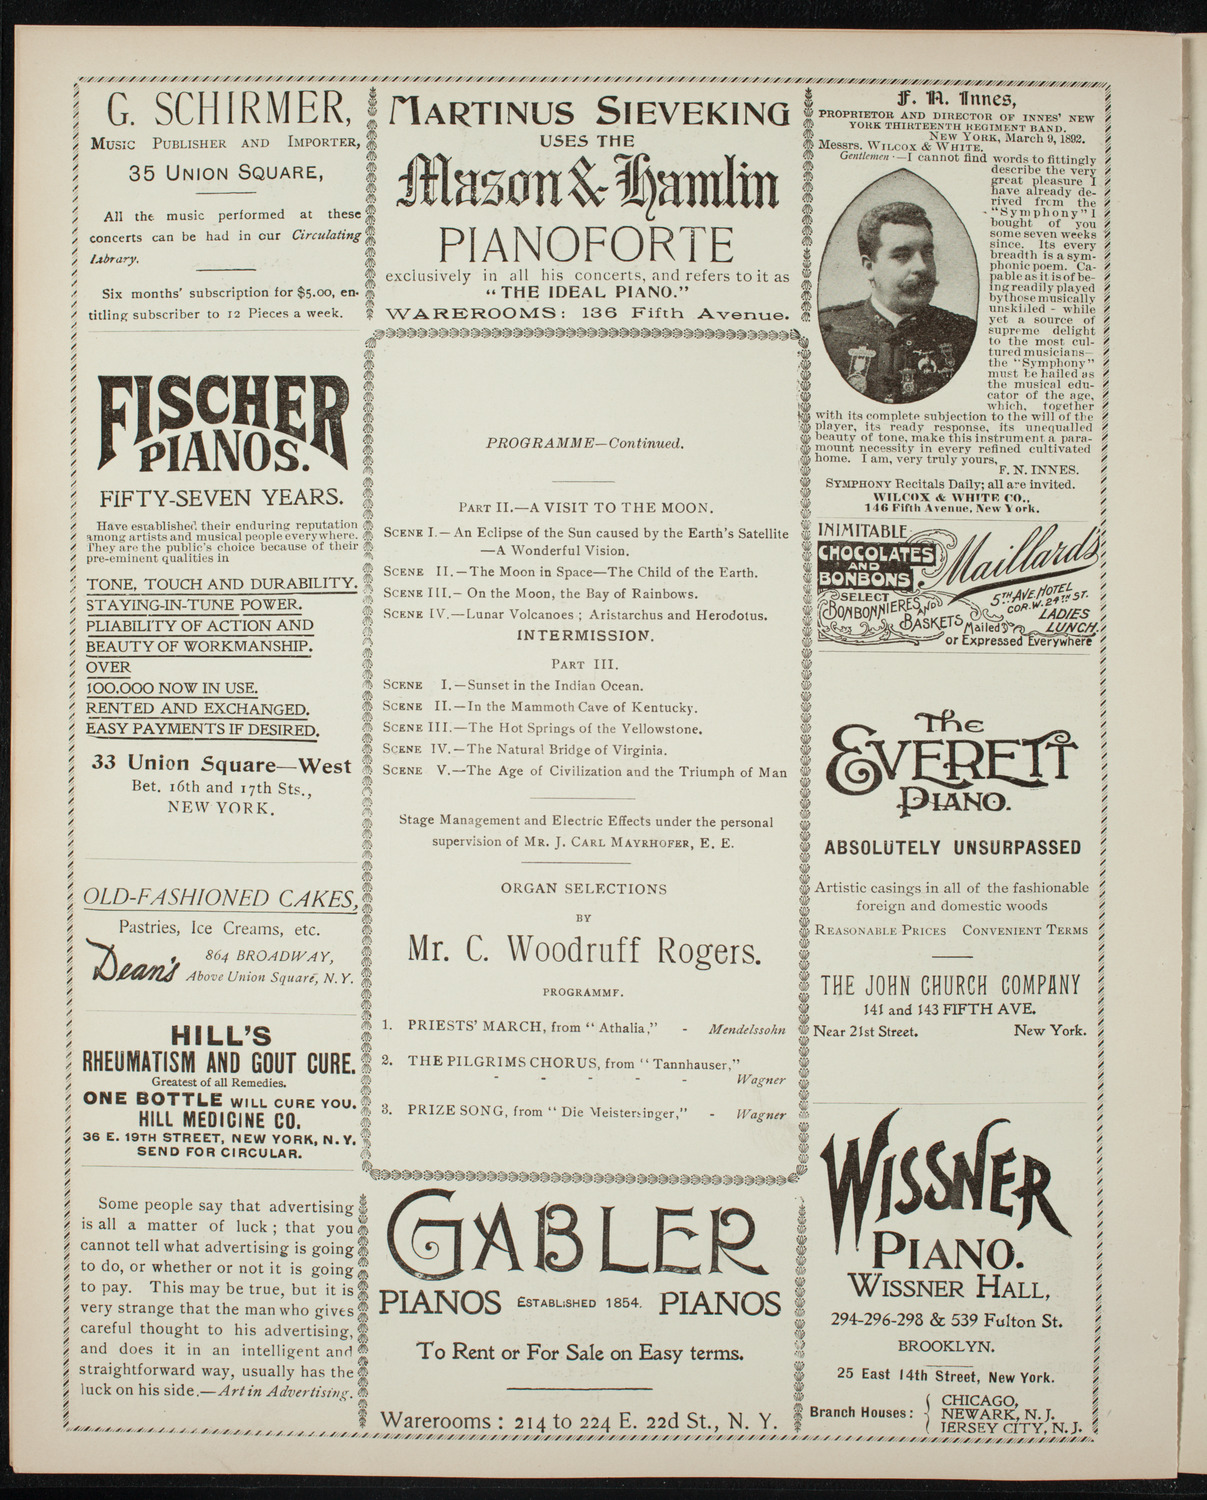 G. SCHIRMER,
MUSIC PUBLISHER AND IMPORTER,
35 UNION SQUARE,
All the music performed at these
concerts can be had in our Circulating
Library.
Six months' subscription for $5.00, en-
titling subscriber to 12 Pieces a week.
FISCHER
PIANOS.
FIFTY-SEVEN YEARS.
Have established their enduring reputation
among artists and musical people everywhere.
They are the public's choice because of their
pre-eminent qualities in
TONE, TOUCH AND DURABILITY.
STAYING-IN-TUNE POWER.
PLIABILITY OF ACTION AND
BEAUTY OF WORKMANSHIP.
OVER
100,000 NOW IN USE.
RENTED AND EXCHANGED.
EASY PAYMENTS IF DESIRED.
33 Union Square—West
Bet. 16th and 17th Sts.,
NEW YORK.
OLD-FASHIONED CAKES,
Pastries, Ice Creams, etc.
Dean's
864 BROADWAY,
Above Union Square, N. Y.
HILL'S
RHEUMATISM AND GOUT CURE.
Greatest of all Remedies.
ONE BOTTLE WILL CURE YOU.
HILL MEDICINE CO.
36 E. 19TH STREET, NEW YORK, N. Y.
SEND FOR CIRCULAR.
Some people say that advertising
is all a matter of luck ; that you
cannot tell what advertising is going
to do, or whether or not it is going
to pay. This may be true, but it is
very strange that the man who gives
careful thought to his advertising,
and does it in an intelligent and
straightforward way, usually has the
luck on his side.—Art in Advertising.
MARTINUS SIEVEKING
USES THE
Mason & Hamlin
PIANOFORTE
exclusively in all his concerts, and refers to it as
"THE IDEAL PIANO."
WAREROOMS: 136 Fifth Avenue.
PROGRAMME—Continued.
PART II.—A VISIT TO THE MOON.
SCENE I.—An Eclipse of the Sun caused by the Earth's Satellite
—A Wonderful Vision.
SCENE II.—The Moon in Space—The Child of the Earth.
SCENE III.- On the Moon, the Bay of Rainbows.
SCENE IV.—Lunar Volcanoes ; Aristarchus and Herodotus.
INTERMISSION.
PART III.
SCENE I.—Sunset in the Indian Ocean.
SCENE II.—In the Mammoth Cave of Kentucky.
SCENE III.—The Hot Springs of the Yellowstone.
SCENE IV.—The Natural Bridge of Virginia.
SCENE V.—The Age of Civilization and the Triumph of Man
Stage Management and Electric Effects under the personal
supervision of MR. J. CARL MAYRHOFER, E. E.
ORGAN SELECTIONS
BY
Mr. C. Woodruff Rogers.
PROGRAMMF.
1. PRIESTS' MARCH, from "Athalia," - Mendelssohn
2. THE PILGRIMS CHORUS, from "Tannhauser,"
- - - - - Wagner
3. PRIZE SONG, from "Die Meistersinger," - Wagner
GABLER
PIANOS ESTABLISHED 1854. PIANOS
To Rent or For Sale on Easy terms.
Warerooms : 214 to 224 E. 22d St., N. Y.
F. N. Innes,
PROPRIETOR AND DIRECTOR OF INNES' NEW
YORK THIRTEENTH REGIMENT BAND.
NEW YORK, March 9, 1892.
Messrs. WILCOX & WHITE.
Gentlemen·—I cannot find words to fittingly
describe the very
great pleasure I
have already de-
rived from the
"Symphony" I
bought of you
some seven weeks
since. Its every
breadth is a sym-
phonic poem. Ca-
pable as it is of be-
ing readily played
by those musically
unskilled - while
yet a source of
supreme delight
to the most cul-
tured musicians—
the "Symphony"
must be hailed as
the musical edu-
cator of the age,
which, together
with its complete subjection to the will of the
player, its ready response, its unequalled
beauty of tone, make this instrument a para-
mount necessity in every refined cultivated
home. I am, very truly yours,
F. N. INNES.
SYMPHONY Recitals Daily; all are invited.
WILCOX & WHITE CO.,
146 Fifth Avenue, New York.
INIMITABLE
CHOCOLATES
AND
BONBONS
Maillard's
SELECT
BONBONNIERES AND
BASKETS
5TH AVE. HOTEL
COR. W. 24TH ST.
LADIES
LUNCH.
Mailed
or Expressed Everywhere
The
EVERETT
PIANO.
ABSOLUTELY UNSURPASSED
Artistic casings in all of the fashionable
foreign and domestic woods
REASONABLE PRICES CONVENIENT TERMS
THE JOHN CHURCH COMPANY
141 and 143 FIFTH AVE.
Near 21st Street. New York.
WISSNER
PIANO.
WISSNER HALL,
294-296-298 & 539 Fulton St.
BROOKLYN.
25 East 14th Street, New York.
Branch Houses: { CHICAGO,
NEWARK, N. J.
JERSEY CITY, N. J.